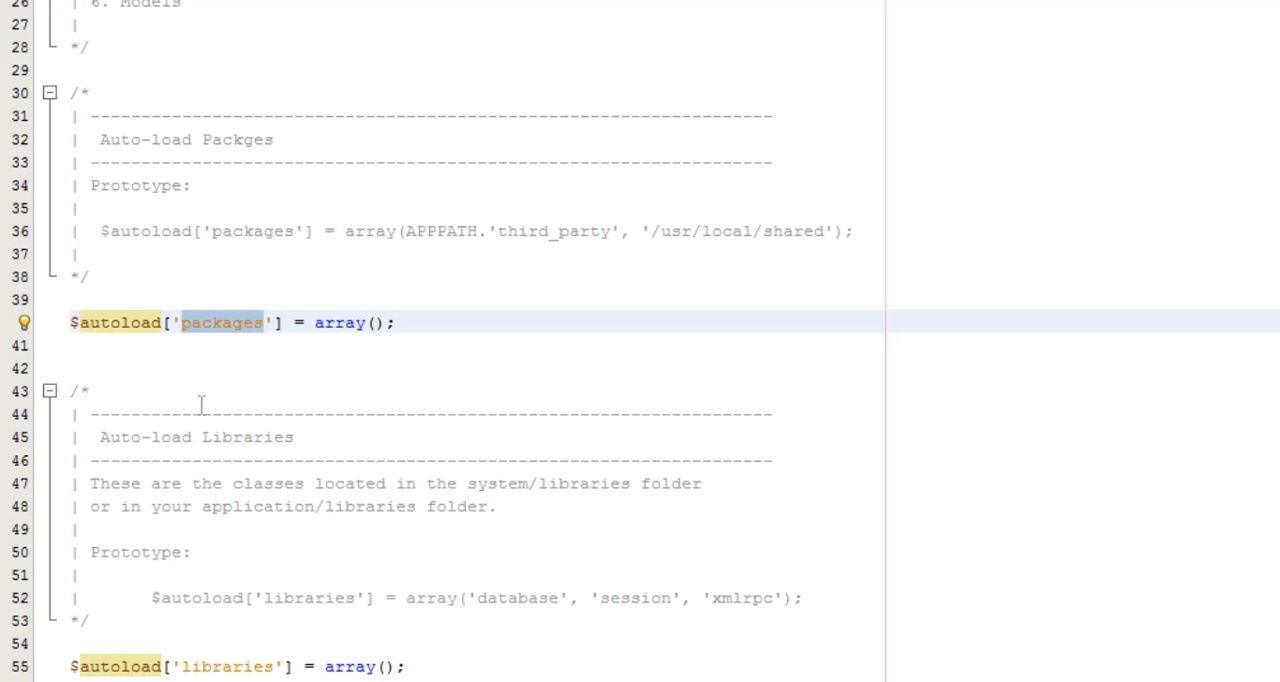 26 | 6. Models
27 |
28 */
29
30 /*
31 | -------------------------------------------------------------------
32 | Auto-load Packges
33 | -------------------------------------------------------------------
34 | Prototype:
35 |
36 | $autoload['packages'] = array(APPPATH.'third_party', '/usr/local/shared');
37 |
38 */
39
$autoload['packages'] = array();
41
42
43 /*
44 | -------------------------------------------------------------------
45 | Auto-load Libraries
46 | -------------------------------------------------------------------
47 | These are the classes located in the system/libraries folder
48 | or in your application/libraries folder.
49 |
50 | Prototype:
51 |
52 | $autoload['libraries'] = array('database', 'session', 'xmlrpc');
53 */
54
55 $autoload['libraries'] = array();